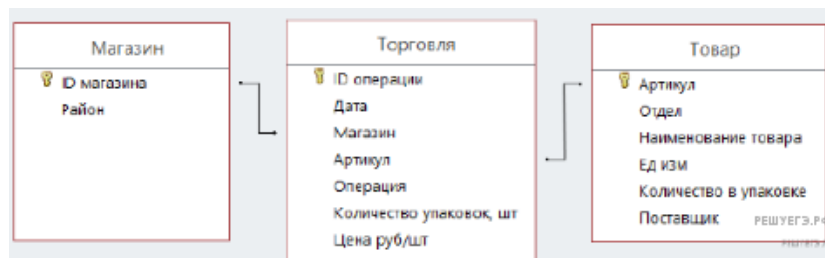 Магазин
ID магазина
Район
Торговля
ID операции
Дата
Магазин
Артикул
Операция
Количество упаковок, шт
Цена руб/шт
Товар
Артикул
Отдел
Наименование товара
Ед изм
Количество в упаковке
Поставщик
РЕШУЕГЭ.РФ